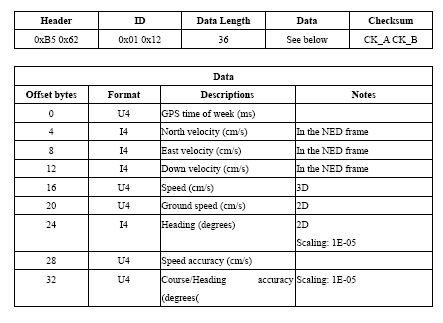 Header ID Data Length Data Checksum
0xB5 0x62 0x01 0x12 36 See below CK_A CK_B
Data
Offset bytes Format Descriptions Notes
0 U4 GPS time of week (ms)
4 I4 North velocity (cm/s) In the NED frame
8 I4 East velocity (cm/s) In the NED frame
12 I4 Down velocity (cm/s) In the NED frame
16 U4 Speed (cm/s) 3D
20 U4 Ground speed (cm/s) 2D
24 I4 Heading (degrees) 2D
Scaling: 1E-05
28 U4 Speed accuracy (cm/s)
32 U4 Course/Heading accuracy Scaling: 1E-05
(degrees(